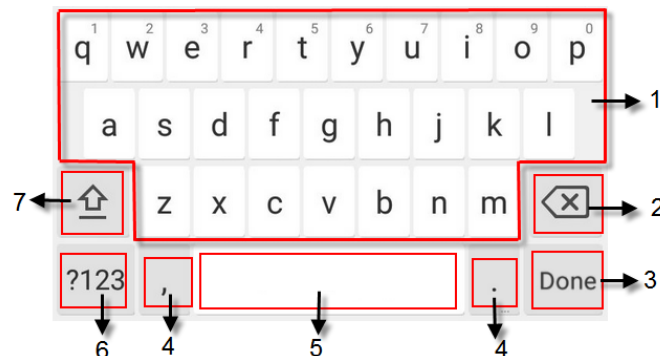 1 2 3 4 5 6 7 8 9 0
q w e r t y u i o p
1
a s d f g h j k l
7
z x c v b n m
2
?123 , . Done
3
6 4 5 4